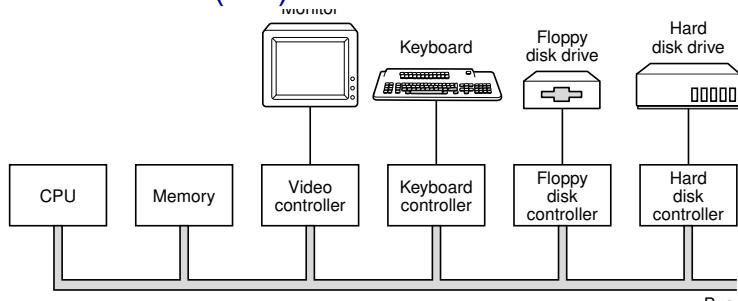 Monitor
Keyboard
Floppy
disk drive
Hard
disk drive
CPU
Memory
Video
controller
Keyboard
controller
Floppy
disk
controller
Hard
disk
controller